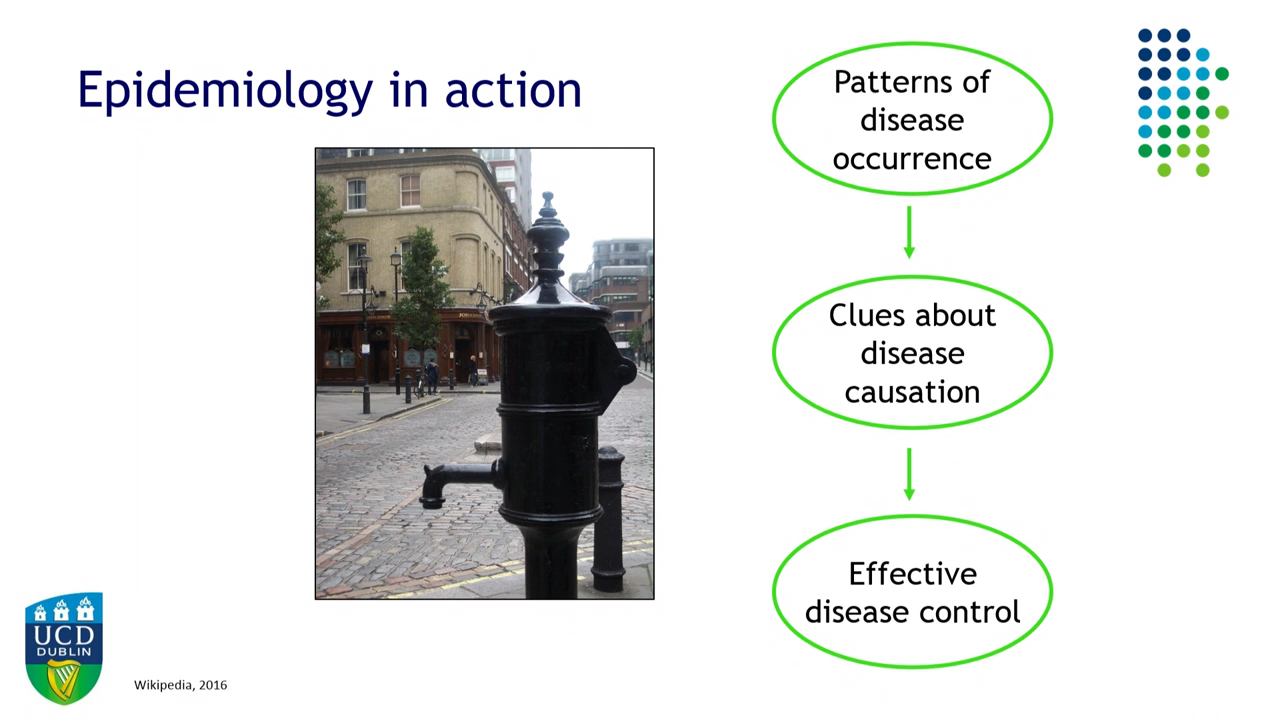 Epidemiology in action
Patterns of
disease
occurrence
Clues about
disease
causation
Effective
disease control
UCD
DUBLIN
Wikipedia, 2016